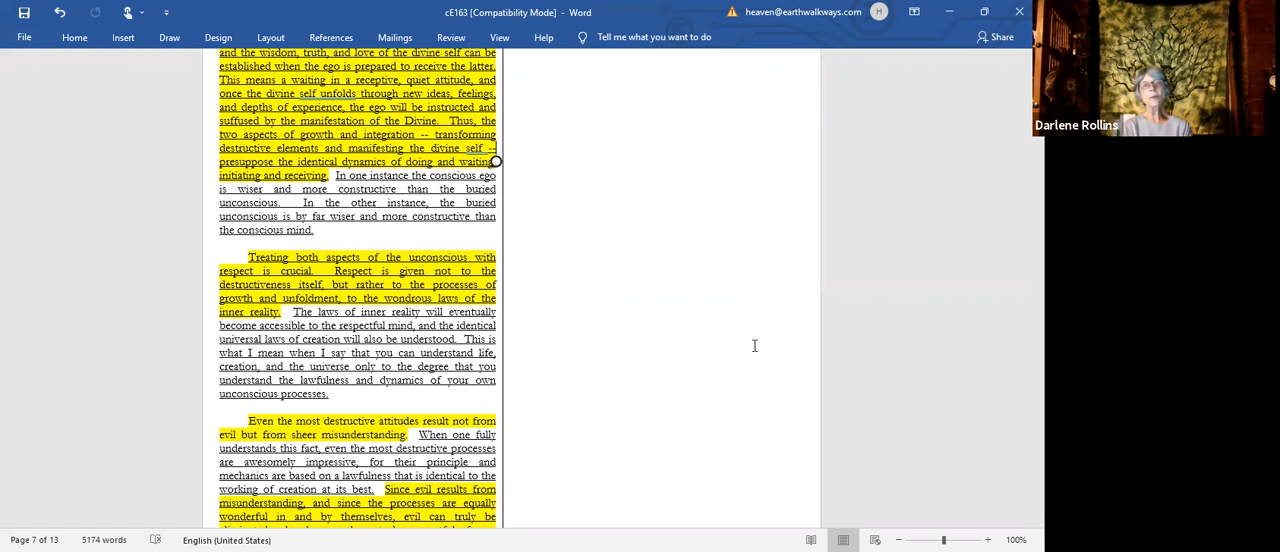 cE163 [Compatibility Mode] - Word
heaven@earthwalkways.com
H
File Home Insert Draw Design Layout References Mailings Review View Help Tell me what you want to do Share
and the wisdom, truth, and love of the divine self can be
established when the ego is prepared to receive the latter.
This means a waiting in a receptive, quiet attitude, and
once the divine self unfolds through new ideas, feelings,
and depths of experience, the ego will be instructed and
suffused by the manifestation of the Divine. Thus, the
two aspects of growth and integration -- transforming
destructive elements and manifesting the divine self --
presuppose the identical dynamics of doing and waiting
initiating and receiving. In one instance the conscious ego
is wiser and more constructive than the buried
unconscious. In the other instance, the buried
unconscious is by far wiser and more constructive than
the conscious mind.
Treating both aspects of the unconscious with
respect is crucial. Respect is given not to the
destructiveness itself, but rather to the processes of
growth and unfoldment, to the wondrous laws of the
inner reality. The laws of inner reality will eventually
become accessible to the respectful mind, and the identical
universal laws of creation will also be understood. This is
what I mean when I say that you can understand life,
creation, and the universe only to the degree that you
understand the lawfulness and dynamics of your own
unconscious processes.
Even the most destructive attitudes result not from
evil but from sheer misunderstanding. When one fully
understands this fact, even the most destructive processes
are awesomely impressive, for their principle and
mechanics are based on a lawfulness that is identical to the
working of creation at its best. Since evil results from
misunderstanding, and since the processes are equally
wonderful in and by themselves, evil can truly be
Darlene Rollins
Page 7 of 13 5174 words English (United States) 100%